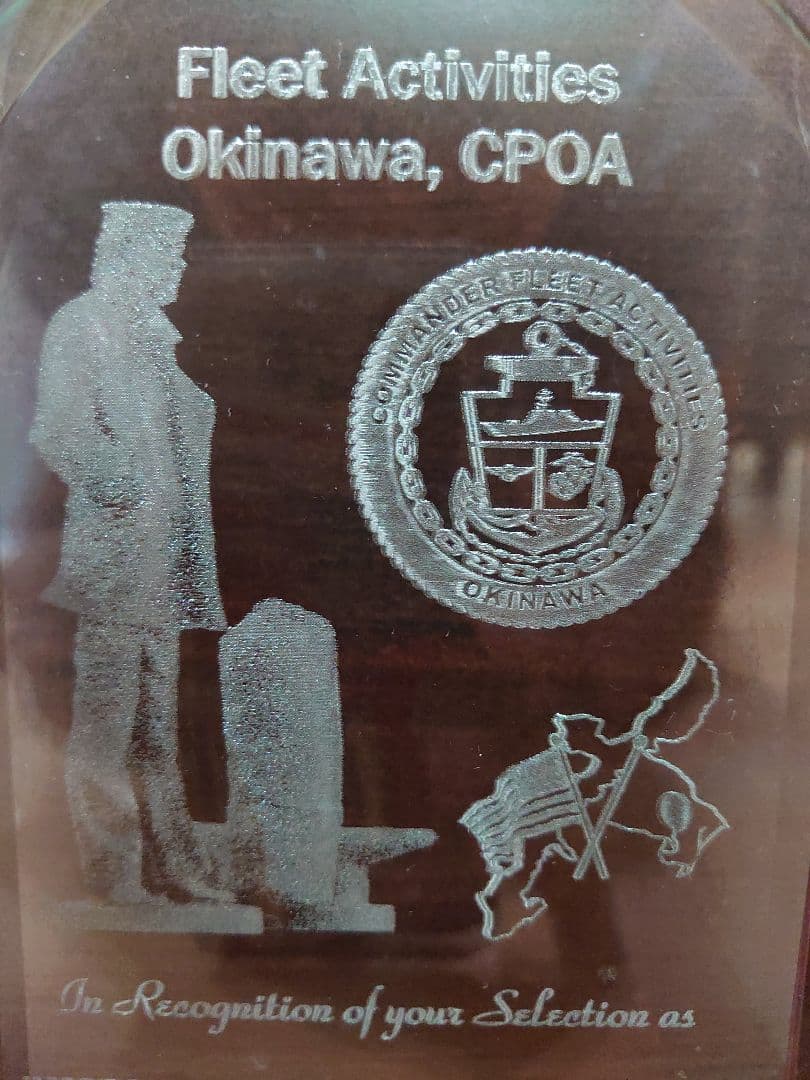 Fleet Activities
Okinawa, CPOA
COMMANDER FLEET ACTIVITIES
OKINAWA
In Recognition of your Selection as